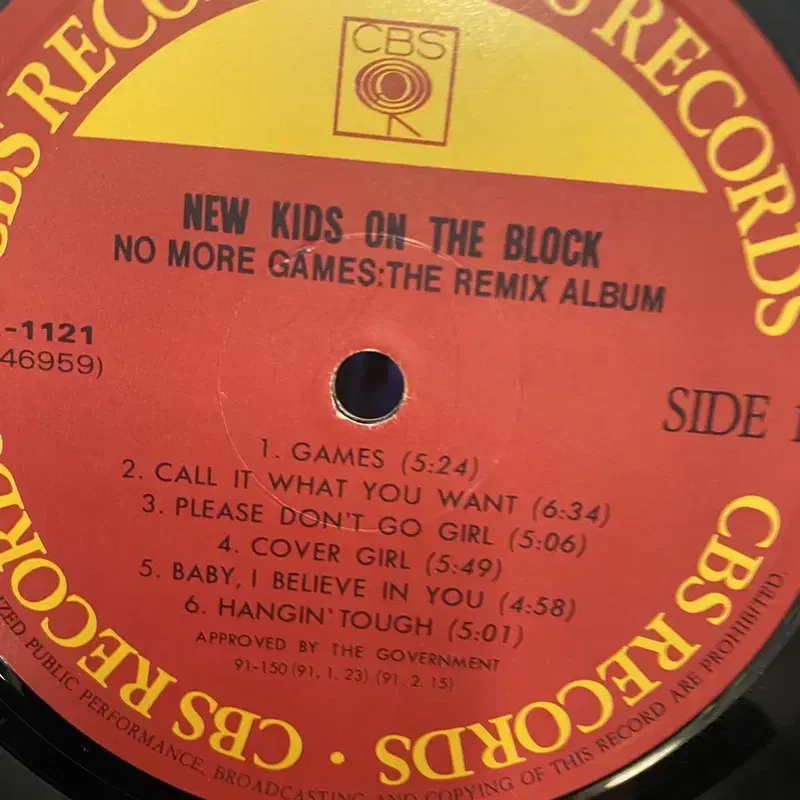 CBS
NEW KIDS ON THE BLOCK
NO MORE GAMES:THE REMIX ALBUM
-1121
46959)
SIDE 1
1. GAMES (5:24)
2. CALL IT WHAT YOU WANT (6:34)
3. PLEASE DON'T GO GIRL (5:06)
4. COVER GIRL (5:49)
5. BABY, I BELIEVE IN YOU (4:58)
6. HANGIN' TOUGH (5:01)
APPROVED BY THE GOVERNMENT
91-150 (91. 1. 23) (91. 2. 15)
CBS RECORDS · CBS RECORDS
RECORDS
PUBLIC PERFORMANCE, BROADCASTING AND COPYING OF THIS RECORD ARE PROHIBITED